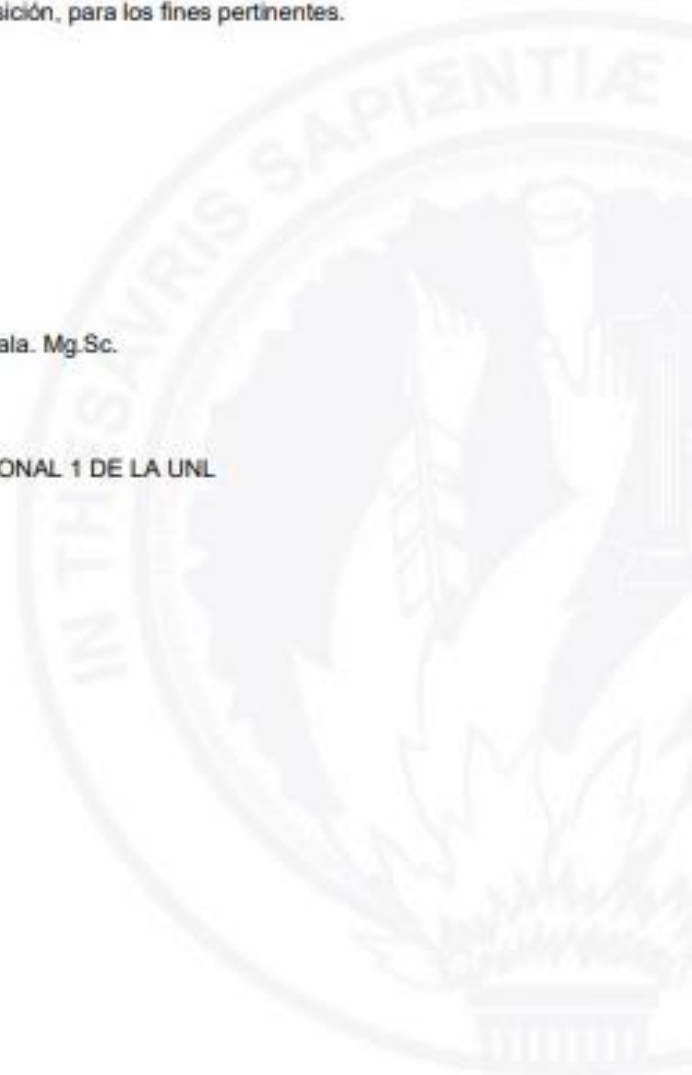 sición, para los fines pertinentes.
ala. Mg.Sc.
ONAL 1 DE LA UNL
IN THESAVRIS SAPIENTIÆ